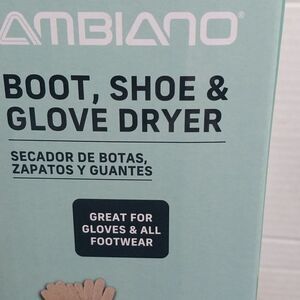 AMBIANO®
BOOT, SHOE &
GLOVE DRYER
SECADOR DE BOTAS,
ZAPATOS Y GUANTES
GREAT FOR
GLOVES & ALL
FOOTWEAR